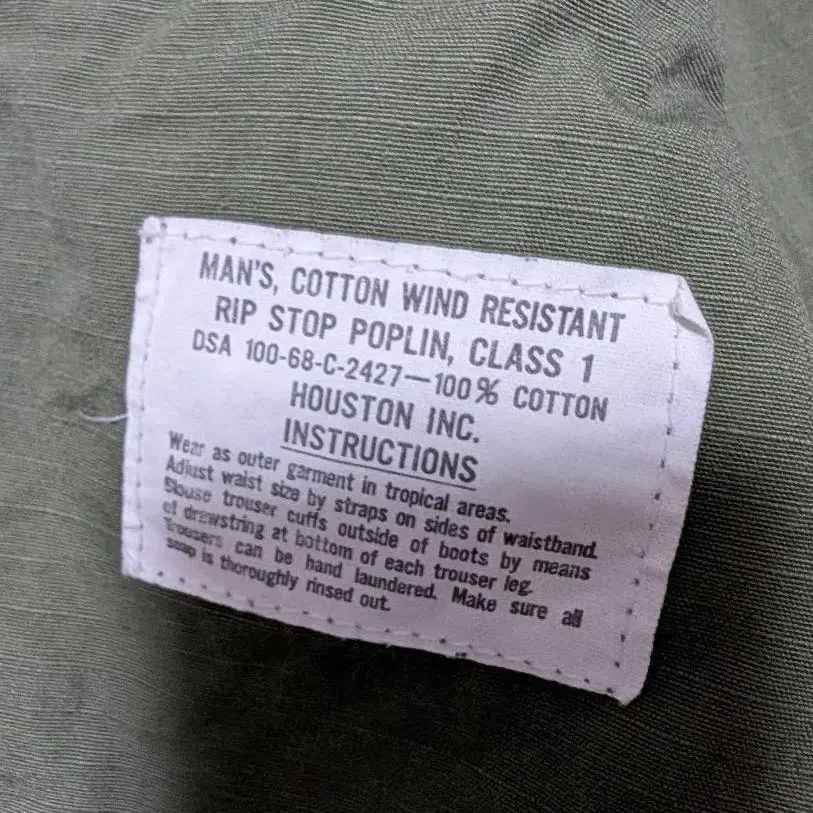 MAN'S, COTTON WIND RESISTANT
RIP STOP POPLIN, CLASS 1
DSA 100-68-C-2427—100% COTTON
HOUSTON INC.
INSTRUCTIONS
Wear as outer garment in tropical areas.
Adjust waist size by straps on sides of waistband.
Blouse trouser cuffs outside of boots by means
of drawstring at bottom of each trouser leg.
Trousers can be hand laundered. Make sure all
soap is thoroughly rinsed out.